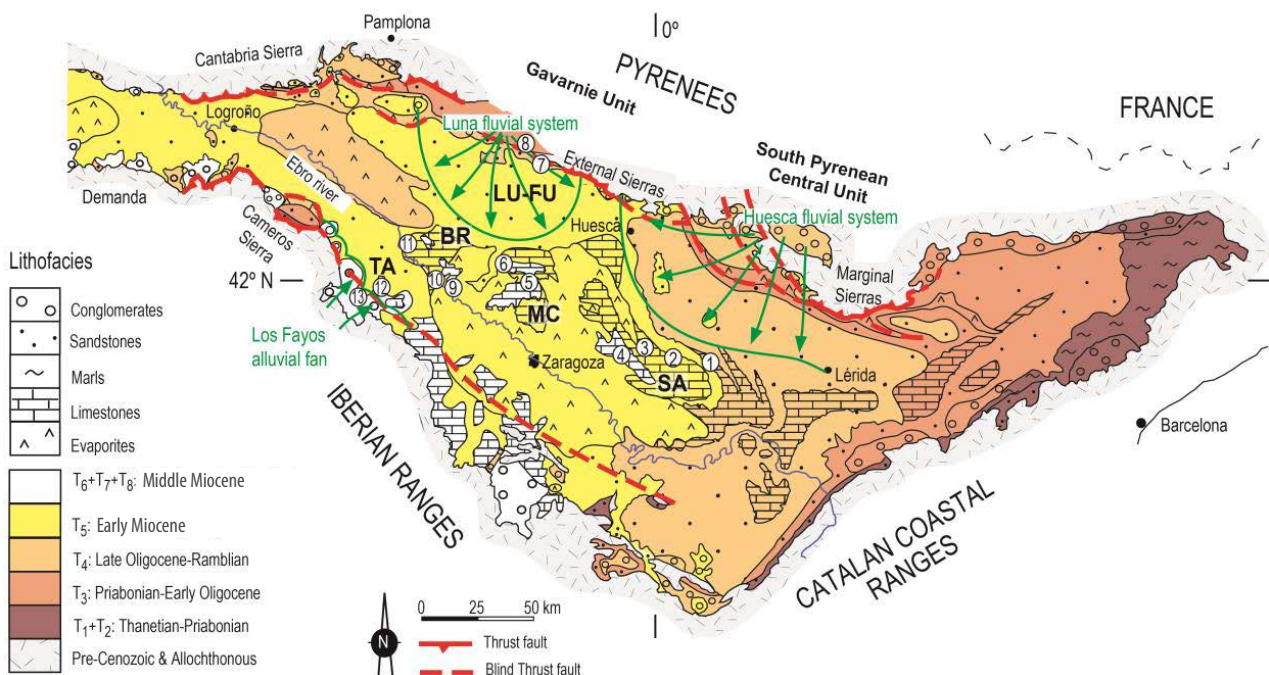 Pamplona
0°
Cantabria Sierra
PYRENEES
Gavarnie Unit
FRANCE
Logroño
Luna fluvial system
8
7
External Sierras
South Pyrenean
Central Unit
Ebro river
Demanda
LU-FU
Huesca fluvial system
Huesca
Cameros
Sierra
11
BR
6
Marginal
Sierras
42° N
TA
10
9
5
12
13
MC
Los Fayos
alluvial fan
4
3
2
1
Zaragoza
SA
Lérida
Barcelona
IBERIAN RANGES
CATALAN COASTAL
RANGES
Lithofacies
Conglomerates
Sandstones
Marls
Limestones
Evaporites
T6+T7+T8: Middle Miocene
T5: Early Miocene
T4: Late Oligocene-Ramblian
T3: Priabonian-Early Oligocene
T1+T2: Thanetian-Priabonian
Pre-Cenozoic & Allochthonous
N
0 25 50 km
Thrust fault
Blind Thrust fault